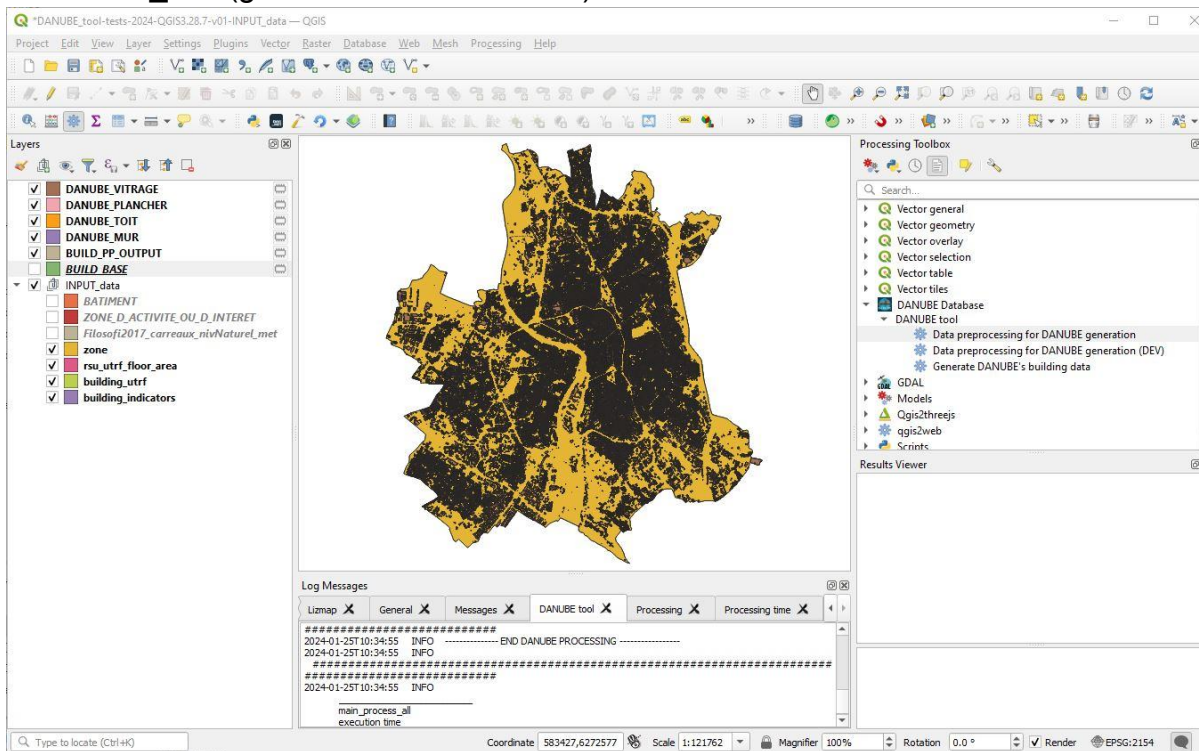 *DANUBE_tool-tests-2024-QGIS3.28.7-v01-INPUT_data — QGIS
Project Edit View Layer Settings Plugins Vector Raster Database Web Mesh Processing Help
Layers
DANUBE_VITRAGE
DANUBE_PLANCHER
DANUBE_TOIT
DANUBE_MUR
BUILD_PP_OUTPUT
BUILD_BASE
INPUT_data
BATIMENT
ZONE_D_ACTIVITE_OU_D_INTERET
Filosofi2017_carreaux_nivNaturel_met
zone
rsu_utrf_floor_area
building_utrf
building_indicators
Processing Toolbox
Search...
Vector general
Vector geometry
Vector overlay
Vector selection
Vector table
Vector tiles
DANUBE Database
DANUBE tool
Data preprocessing for DANUBE generation
Data preprocessing for DANUBE generation (DEV)
Generate DANUBE's building data
GDAL
Models
Qgis2threejs
qgis2web
Scripts
Results Viewer
Log Messages
Lizmap General Messages DANUBE tool Processing Processing time
###########################
2024-01-25T10:34:55 INFO ---------------- END DANUBE PROCESSING ----------------
2024-01-25T10:34:55 INFO
##########################################################################
###########################
2024-01-25T10:34:55 INFO
main_process_all
execution time
Type to locate (Ctrl+K) Coordinate 583427,6272577 Scale 1:121762 Magnifier 100% Rotation 0.0 ° Render EPSG:2154